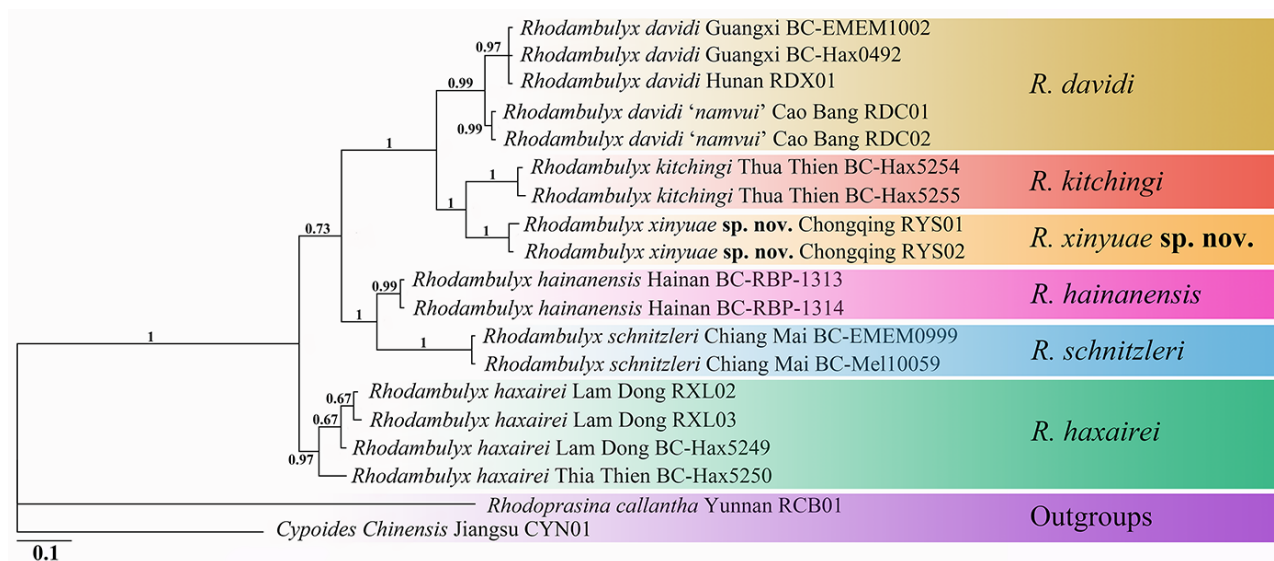 Rhodambulyx davidi Guangxi BC-EMEM1002
0.97
Rhodambulyx davidi Guangxi BC-Hax0492
Rhodambulyx davidi Hunan RDX01
R. davidi
0.99
Rhodambulyx davidi ‘namvui’ Cao Bang RDC01
0.99
Rhodambulyx davidi ‘namvui’ Cao Bang RDC02
1
Rhodambulyx kitchingi Thua Thien BC-Hax5254
1
R. kitchingi
Rhodambulyx kitchingi Thua Thien BC-Hax5255
1
Rhodambulyx xinyuae sp. nov. Chongqing RYS01
1
R. xinyuae sp. nov.
Rhodambulyx xinyuae sp. nov. Chongqing RYS02
0.73
Rhodambulyx hainanensis Hainan BC-RBP-1313
0.99
R. hainanensis
Rhodambulyx hainanensis Hainan BC-RBP-1314
1
Rhodambulyx schnitzleri Chiang Mai BC-EMEM0999
1
R. schnitzleri
Rhodambulyx schnitzleri Chiang Mai BC-Mel10059
1
Rhodambulyx haxairei Lam Dong RXL02
0.67
Rhodambulyx haxairei Lam Dong RXL03
0.67
R. haxairei
Rhodambulyx haxairei Lam Dong BC-Hax5249
0.97
Rhodambulyx haxairei Thia Thien BC-Hax5250
Rhodoprasina callantha Yunnan RCB01
Outgroups
Cypoides Chinensis Jiangsu CYN01
0.1